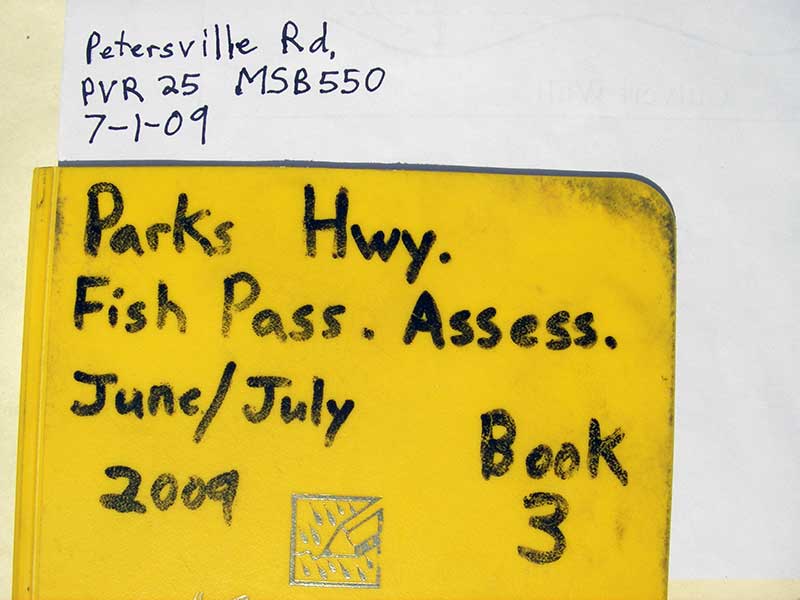 Petersville Rd,
PVR 25 MSB550
7-1-09
Parks Hwy.
Fish Pass. Assess.
June/July
2009
Book
3